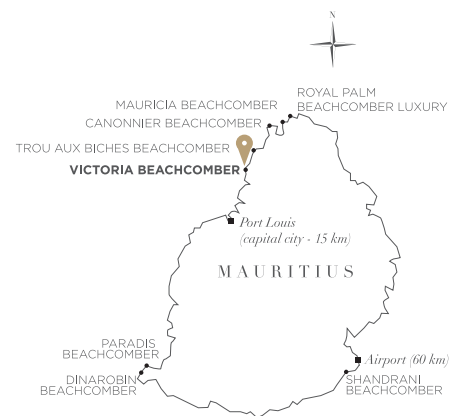 N
ROYAL PALM
BEACHCOMBER LUXURY
MAURICIA BEACHCOMBER
CANONNIER BEACHCOMBER
TROU AUX BICHES BEACHCOMBER
VICTORIA BEACHCOMBER
Port Louis
(capital city - 15 km)
MAURITIUS
PARADIS
BEACHCOMBER
DINAROBIN
BEACHCOMBER
Airport (60 km)
SHANDRANI
BEACHCOMBER